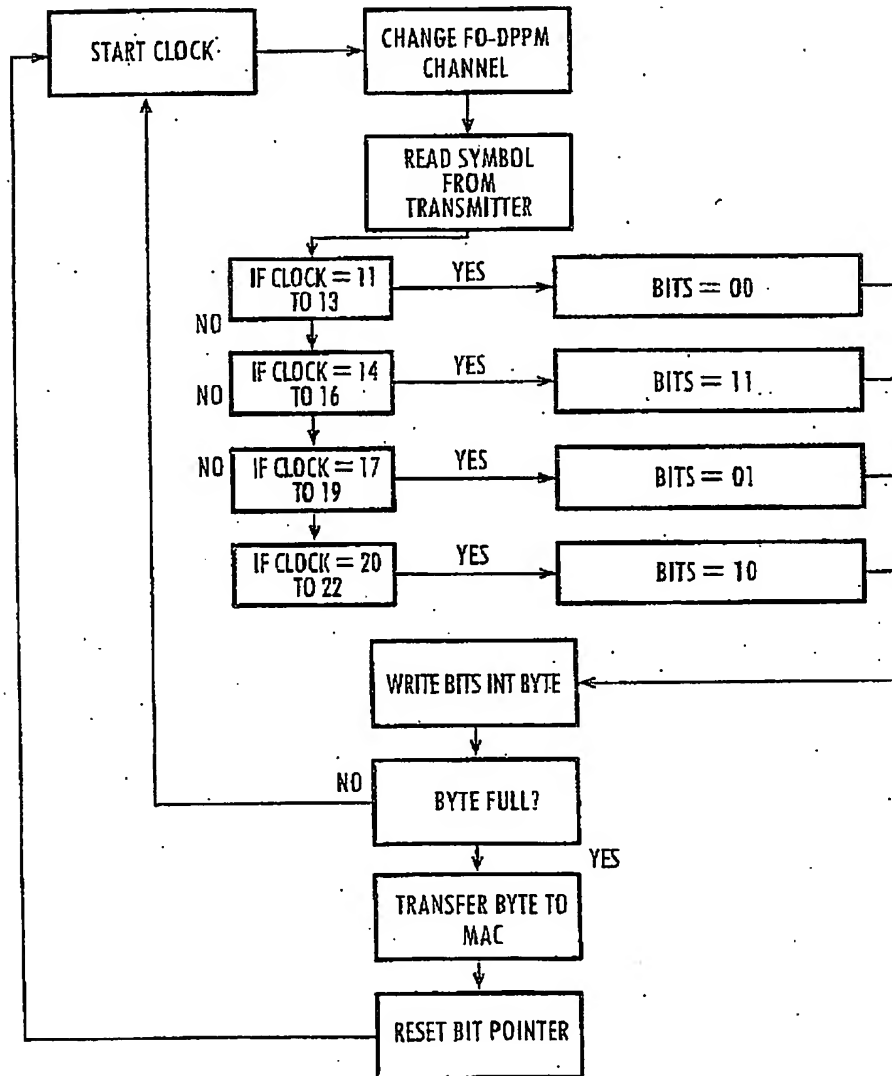 START CLOCK
CHANGE FO-DPPM
CHANNEL
READ SYMBOL
FROM
TRANSMITTER
IF CLOCK = 11
TO 13
YES
BITS = 00
NO
IF CLOCK = 14
TO 16
YES
BITS = 11
NO
IF CLOCK = 17
TO 19
YES
BITS = 01
NO
IF CLOCK = 20
TO 22
YES
BITS = 10
WRITE BITS INT BYTE
NO
BYTE FULL?
YES
TRANSFER BYTE TO
MAC
RESET BIT POINTER